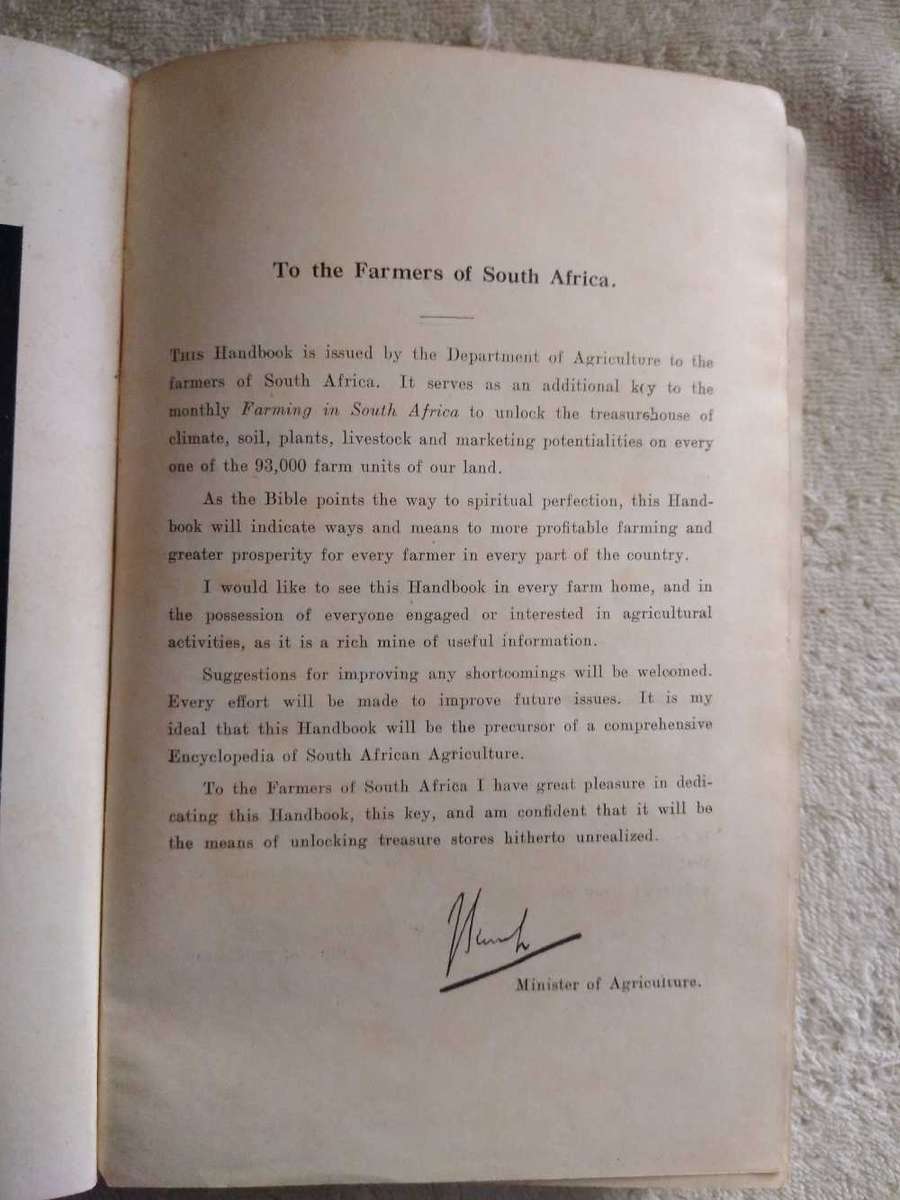 To the Farmers of South Africa.
THIS Handbook is issued by the Department of Agriculture to the
farmers of South Africa. It serves as an additional key to the
monthly Farming in South Africa to unlock the treasurehouse of
climate, soil, plants, livestock and marketing potentialities on every
one of the 93,000 farm units of our land.
As the Bible points the way to spiritual perfection, this Hand-
book will indicate ways and means to more profitable farming and
greater prosperity for every farmer in every part of the country.
I would like to see this Handbook in every farm home, and in
the possession of everyone engaged or interested in agricultural
activities, as it is a rich mine of useful information.
Suggestions for improving any shortcomings will be welcomed.
Every effort will be made to improve future issues. It is my
ideal that this Handbook will be the precursor of a comprehensive
Encyclopedia of South African Agriculture.
To the Farmers of South Africa I have great pleasure in dedi-
cating this Handbook, this key, and am confident that it will be
the means of unlocking treasure stores hitherto unrealized.
Minister of Agriculture.